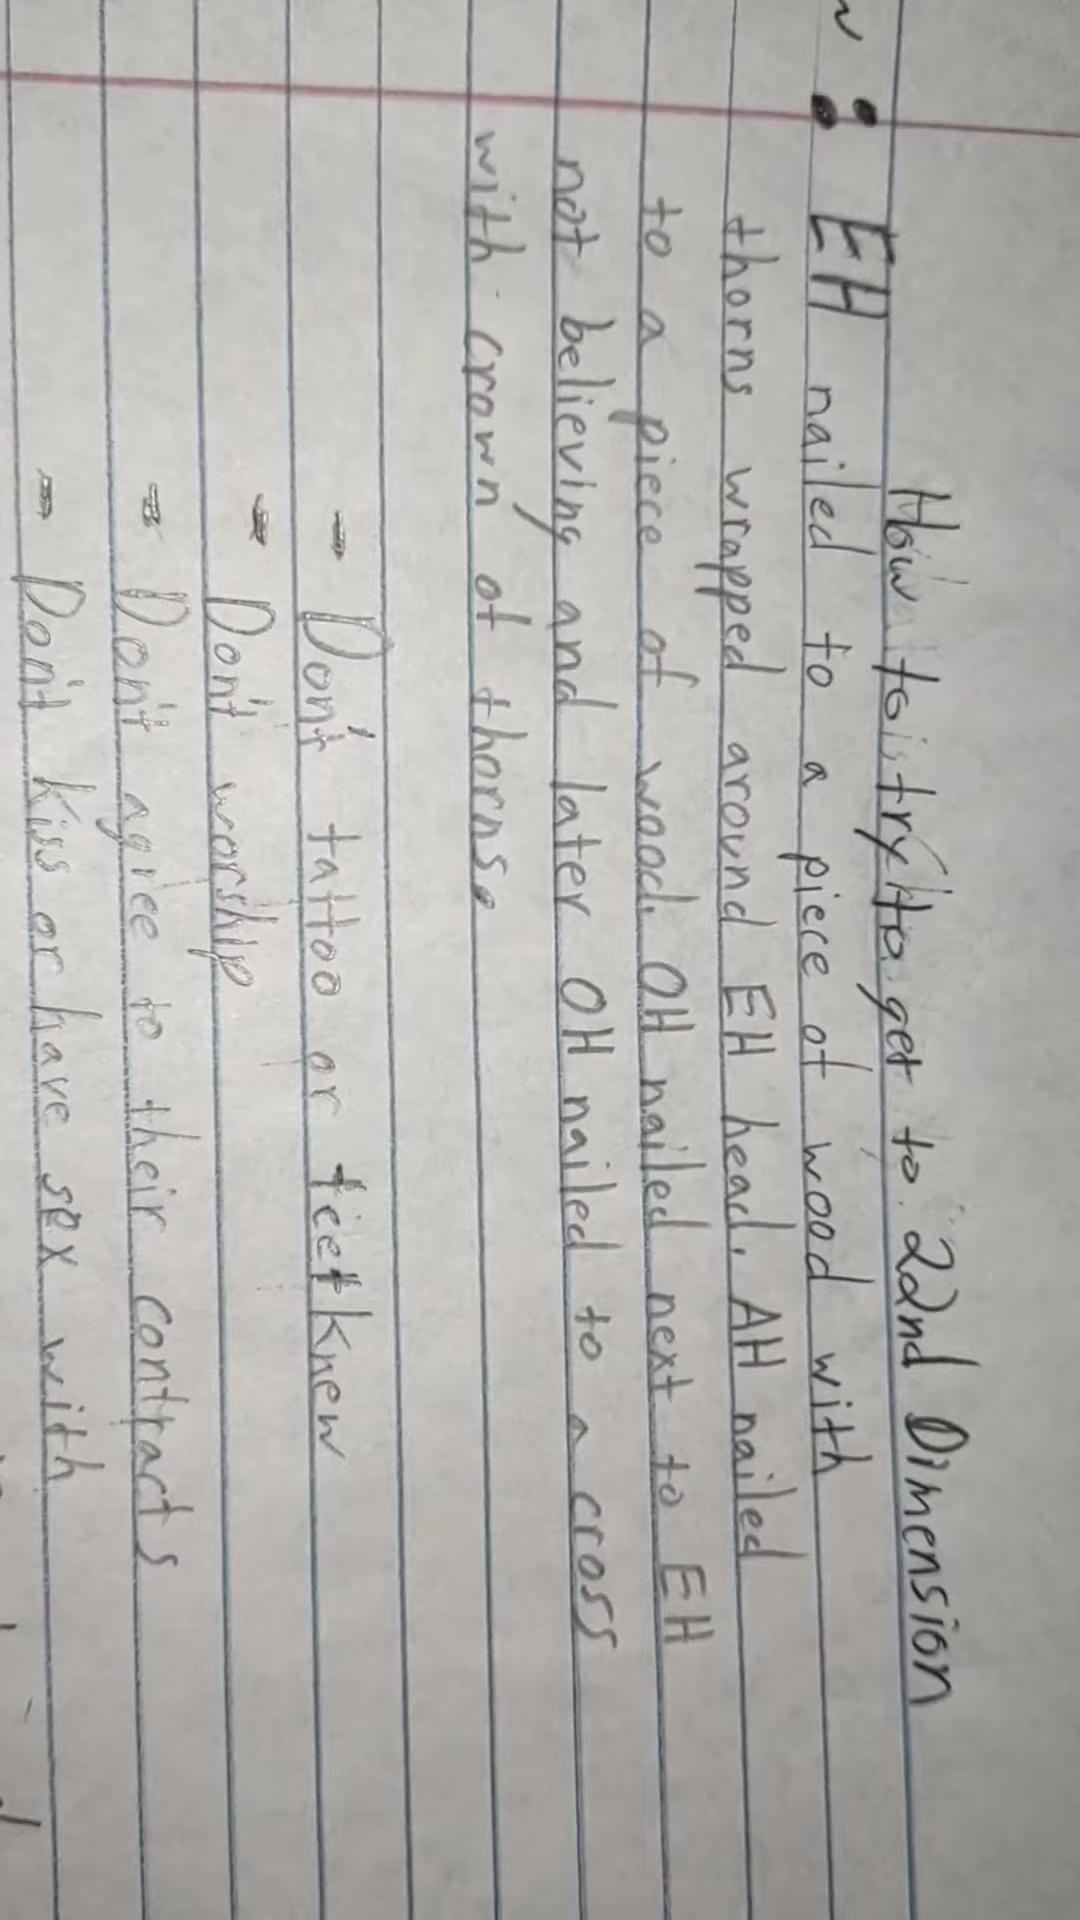 How to try to get to 22nd Dimension
: EH nailed to a piece of wood with
thorns wrapped around EH head. AH nailed
to a piece of wood. OH nailed next to EH
not believing and later OH nailed to a cross
with crown of thorns.
- Don't tattoo or feetknew
- Don't worship
- Don't agree to their contracts
- Don't kiss or have sex with